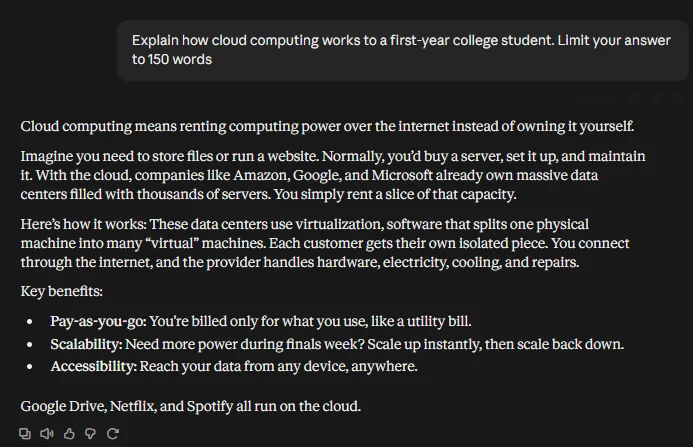 Explain how cloud computing works to a first-year college student. Limit your answer
to 150 words
Cloud computing means renting computing power over the internet instead of owning it yourself.
Imagine you need to store files or run a website. Normally, you’d buy a server, set it up, and maintain
it. With the cloud, companies like Amazon, Google, and Microsoft already own massive data
centers filled with thousands of servers. You simply rent a slice of that capacity.
Here’s how it works: These data centers use virtualization, software that splits one physical
machine into many “virtual” machines. Each customer gets their own isolated piece. You connect
through the internet, and the provider handles hardware, electricity, cooling, and repairs.
Key benefits:
• Pay-as-you-go: You’re billed only for what you use, like a utility bill.
• Scalability: Need more power during finals week? Scale up instantly, then scale back down.
• Accessibility: Reach your data from any device, anywhere.
Google Drive, Netflix, and Spotify all run on the cloud.